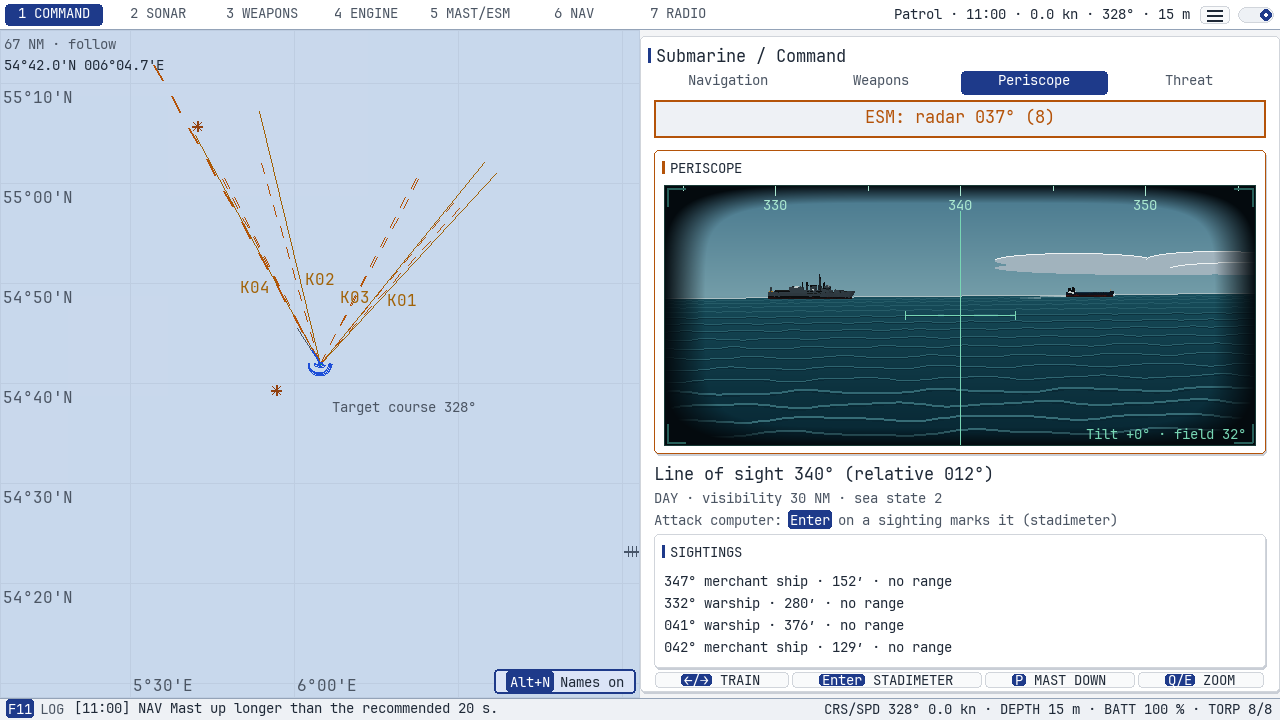 1 COMMAND 2 SONAR 3 WEAPONS 4 ENGINE 5 MAST/ESM 6 NAV 7 RADIO Patrol · 11:00 · 0.0 kn · 328° · 15 m
67 NM · follow
54°42.0'N 006°04.7'E
55°10'N
55°00'N
54°50'N
54°40'N
54°30'N
54°20'N
5°30'E 6°00'E
K04
K02
K03
K01
Target course 328°
Alt+N Names on
Submarine / Command
Navigation Weapons Periscope Threat
ESM: radar 037° (8)
PERISCOPE
330 340 350
Tilt +0° · field 32°
Line of sight 340° (relative 012°)
DAY · visibility 30 NM · sea state 2
Attack computer: Enter on a sighting marks it (stadimeter)
SIGHTINGS
347° merchant ship · 152′ · no range
332° warship · 280′ · no range
041° warship · 376′ · no range
042° merchant ship · 129′ · no range
←/→ TRAIN Enter STADIMETER P MAST DOWN Q/E ZOOM
F11 LOG [11:00] NAV Mast up longer than the recommended 20 s. CRS/SPD 328° 0.0 kn · DEPTH 15 m · BATT 100 % · TORP 8/8